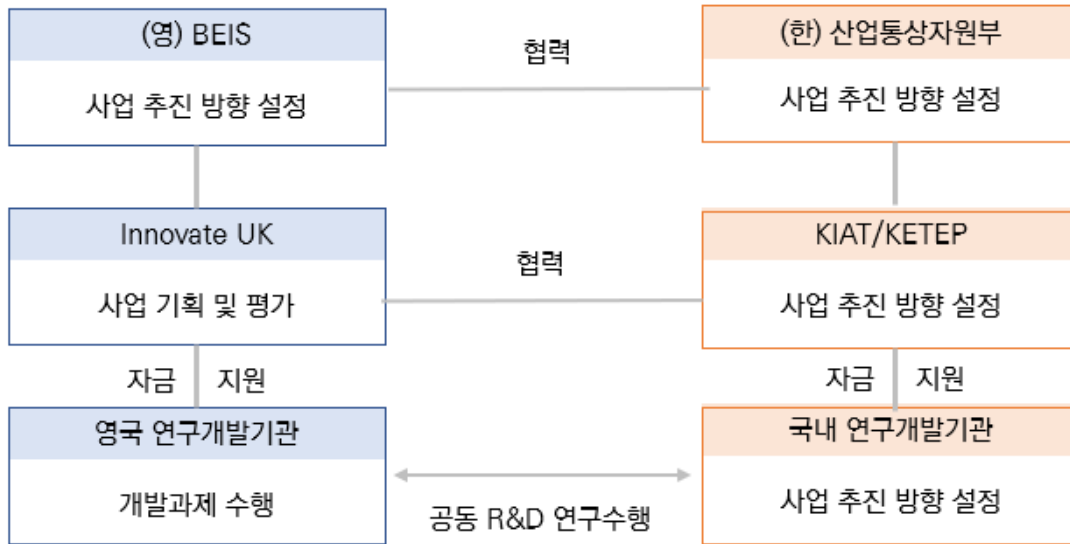 (영) BEIS
사업 추진 방향 설정
협력
(한) 산업통상자원부
사업 추진 방향 설정
Innovate UK
사업 기획 및 평가
협력
KIAT/KETEP
사업 추진 방향 설정
자금 지원
자금 지원
영국 연구개발기관
개발과제 수행
공동 R&D 연구수행
국내 연구개발기관
사업 추진 방향 설정